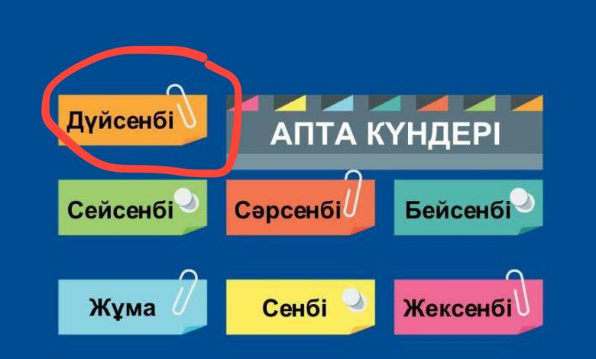 Дүйсенбі
АПТА КҮНДЕРІ
Сейсенбі
Сәрсенбі
Бейсенбі
Жұма
Сенбі
Жексенбі